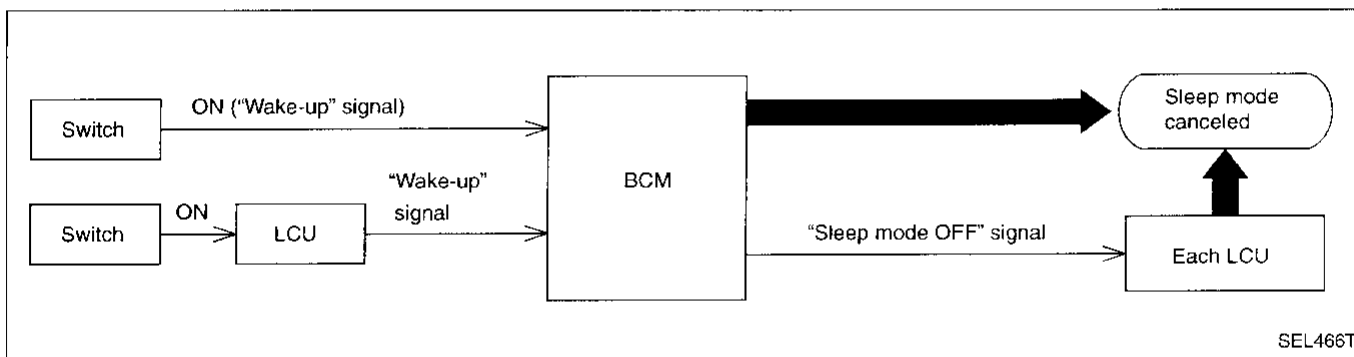 ON (“Wake-up” signal)
Switch
Sleep mode
canceled
“Wake-up”
signal
BCM
ON
Switch
LCU
“Sleep mode OFF” signal
Each LCU
SEL466T